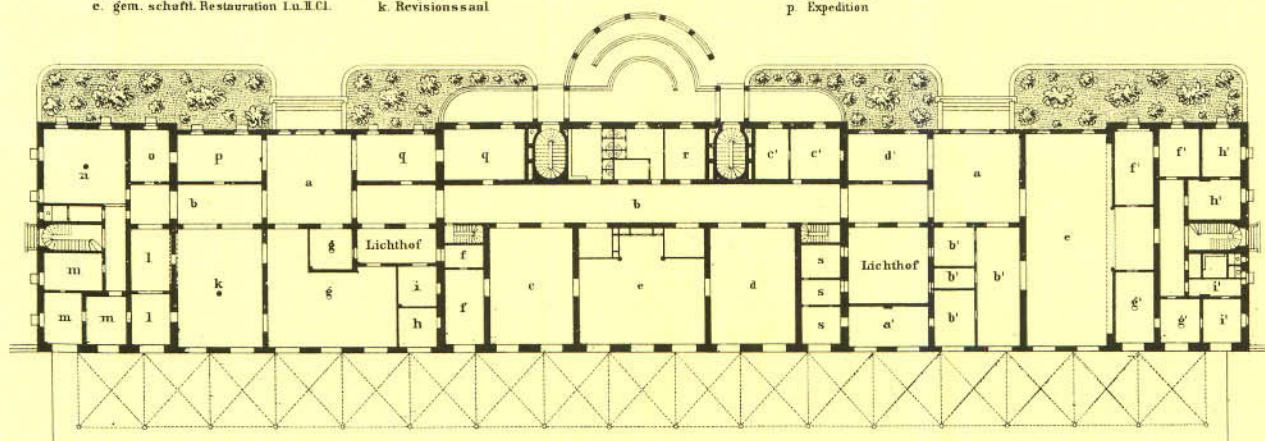 e. gem. schaftl. Restauration I.u.II.Cl. k. Revisionssaal p. Expedition
n o p a q q r c' c' d' a f' f' h'
b b e h'
m l k g Lichthof g i h f f c e d s s s Lichthof b' b' b' b' a' g' g' i' i'
m m l